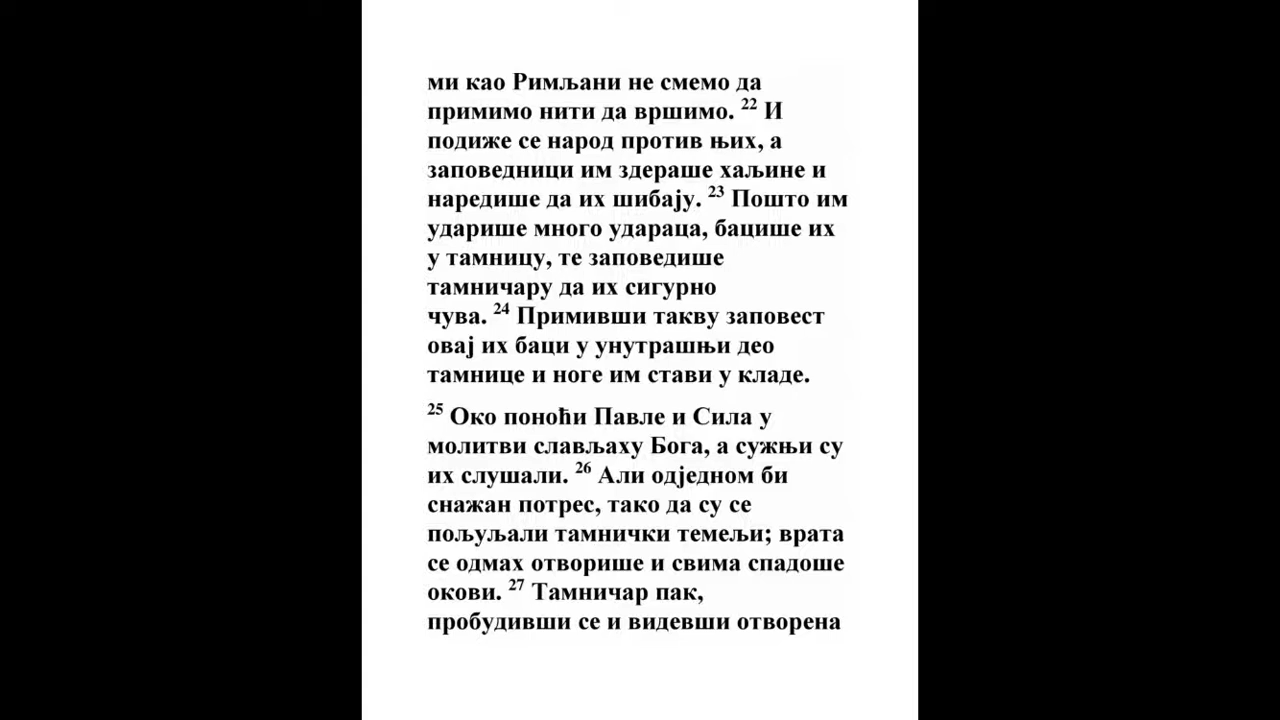 ми као Римљани не смемо да
примимо нити да вршимо. 22 И
подиже се народ против њих, а
заповедници им здераше хаљине и
наредише да их шибају. 23 Пошто им
ударише много удараца, бацише их
у тамницу, те заповедише
тамничару да их сигурно
чува. 24 Примивши такву заповест
овај их баци у унутрашњи део
тамнице и ноге им стави у кладе.
25 Око поноћи Павле и Сила у
молитви слављаху Бога, а сужњи су
их слушали. 26 Али одједном би
снажан потрес, тако да су се
пољуљали тамнички темељи; врата
се одмах отворише и свима спадоше
окови. 27 Тамничар пак,
пробудивши се и видевши отворена